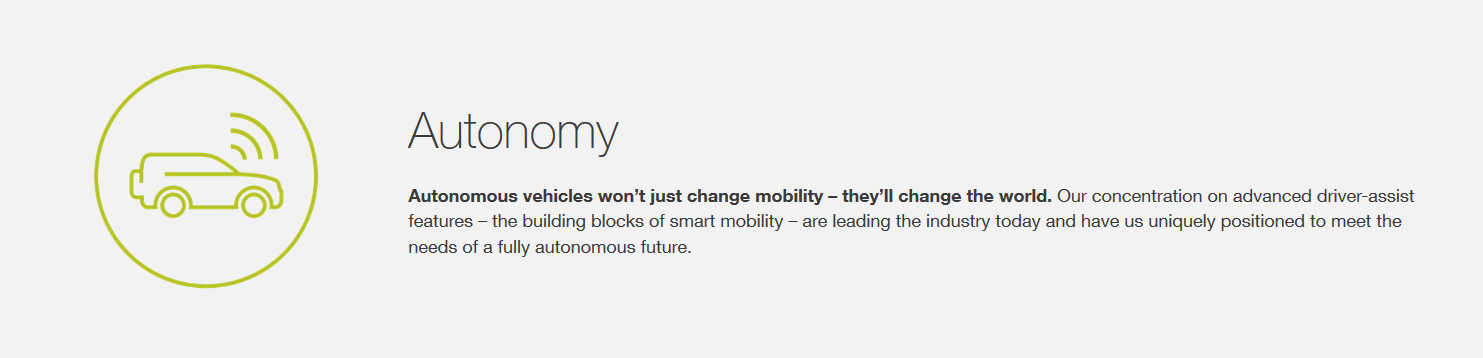 Autonomy
Autonomous vehicles won’t just change mobility – they’ll change the world. Our concentration on advanced driver-assist
features – the building blocks of smart mobility – are leading the industry today and have us uniquely positioned to meet the
needs of a fully autonomous future.